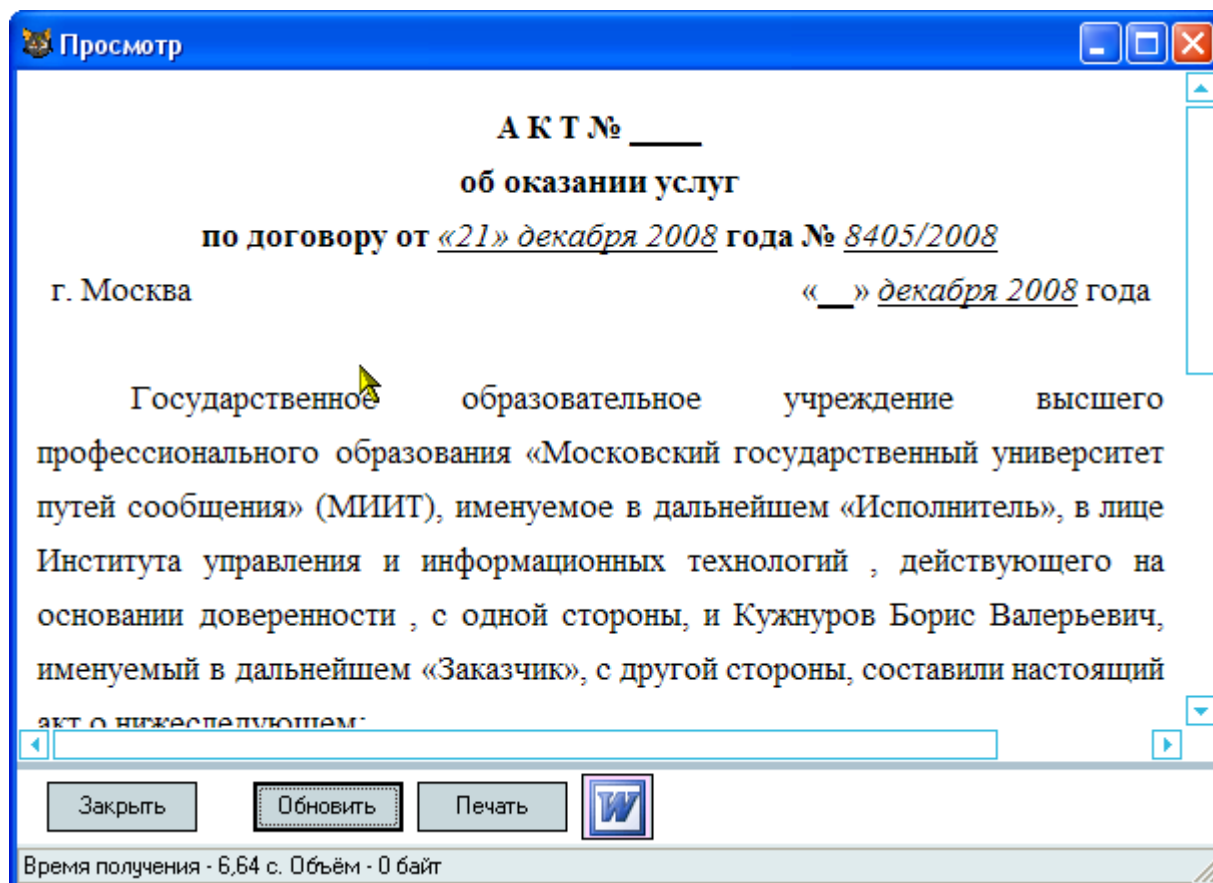 Просмотр
А К Т № ____
об оказании услуг
по договору от «21» декабря 2008 года № 8405/2008
г. Москва «__» декабря 2008 года
Государственное образовательное учреждение высшего
профессионального образования «Московский государственный университет
путей сообщения» (МИИТ), именуемое в дальнейшем «Исполнитель», в лице
Института управления и информационных технологий , действующего на
основании доверенности , с одной стороны, и Кужнуров Борис Валерьевич,
именуемый в дальнейшем «Заказчик», с другой стороны, составили настоящий
акт о нижеследующем:
Закрыть Обновить Печать W
Время получения - 6,64 с. Объём - 0 байт